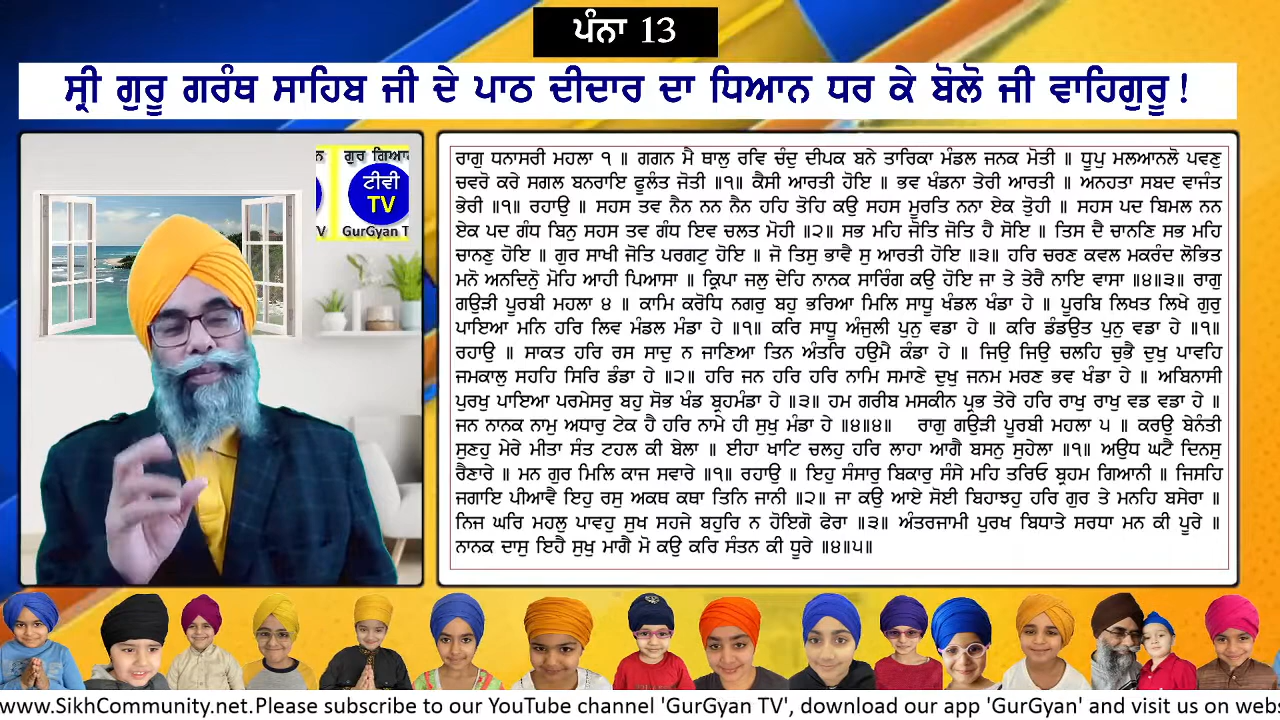 ਪੰਨਾ 13
ਸ੍ਰੀ ਗੁਰੂ ਗਰੰਥ ਸਾਹਿਬ ਜੀ ਦੇ ਪਾਠ ਦੀਦਾਰ ਦਾ ਧਿਆਨ ਧਰ ਕੇ ਬੋਲੋ ਜੀ ਵਾਹਿਗੁਰੂ!
ਗੁਰ ਗਿਆਨ
ਟੀਵੀ
TV
GurGyan T
ਰਾਗੁ ਧਨਾਸਰੀ ਮਹਲਾ ੧ ॥ ਗਗਨ ਮੈ ਥਾਲੁ ਰਵਿ ਚੰਦੁ ਦੀਪਕ ਬਨੇ ਤਾਰਿਕਾ ਮੰਡਲ ਜਨਕ ਮੋਤੀ ॥ ਧੂਪੁ ਮਲਆਨਲੋ ਪਵਣੁ
ਚਵਰੋ ਕਰੇ ਸਗਲ ਬਨਰਾਇ ਫੂਲੰਤ ਜੋਤੀ ॥੧॥ ਕੈਸੀ ਆਰਤੀ ਹੋਇ ॥ ਭਵ ਖੰਡਨਾ ਤੇਰੀ ਆਰਤੀ ॥ ਅਨਹਤਾ ਸਬਦ ਵਾਜੰਤ
ਭੇਰੀ ॥੧॥ ਰਹਾਉ ॥ ਸਹਸ ਤਵ ਨੈਨ ਨਨ ਨੈਨ ਹਹਿ ਤੋਹਿ ਕਉ ਸਹਸ ਮੂਰਤਿ ਨਨਾ ਏਕ ਤੋੁਹੀ ॥ ਸਹਸ ਪਦ ਬਿਮਲ ਨਨ
ਏਕ ਪਦ ਗੰਧ ਬਿਨੁ ਸਹਸ ਤਵ ਗੰਧ ਇਵ ਚਲਤ ਮੋਹੀ ॥੨॥ ਸਭ ਮਹਿ ਜੋਤਿ ਜੋਤਿ ਹੈ ਸੋਇ ॥ ਤਿਸ ਦੈ ਚਾਨਣਿ ਸਭ ਮਹਿ
ਚਾਨਣੁ ਹੋਇ ॥ ਗੁਰ ਸਾਖੀ ਜੋਤਿ ਪਰਗਟੁ ਹੋਇ ॥ ਜੋ ਤਿਸੁ ਭਾਵੈ ਸੁ ਆਰਤੀ ਹੋਇ ॥੩॥ ਹਰਿ ਚਰਣ ਕਵਲ ਮਕਰੰਦ ਲੋਭਿਤ
ਮਨੋ ਅਨਦਿਨੋੁ ਮੋਹਿ ਆਹੀ ਪਿਆਸਾ ॥ ਕ੍ਰਿਪਾ ਜਲੁ ਦੇਹਿ ਨਾਨਕ ਸਾਰਿੰਗ ਕਉ ਹੋਇ ਜਾ ਤੇ ਤੇਰੈ ਨਾਇ ਵਾਸਾ ॥੪॥੩॥ ਰਾਗੁ
ਗਉੜੀ ਪੂਰਬੀ ਮਹਲਾ ੪ ॥ ਕਾਮਿ ਕਰੋਧਿ ਨਗਰੁ ਬਹੁ ਭਰਿਆ ਮਿਲਿ ਸਾਧੂ ਖੰਡਲ ਖੰਡਾ ਹੇ ॥ ਪੂਰਬਿ ਲਿਖਤ ਲਿਖੇ ਗੁਰੁ
ਪਾਇਆ ਮਨਿ ਹਰਿ ਲਿਵ ਮੰਡਲ ਮੰਡਾ ਹੇ ॥੧॥ ਕਰਿ ਸਾਧੂ ਅੰਜੁਲੀ ਪੁਨੁ ਵਡਾ ਹੇ ॥ ਕਰਿ ਡੰਡਉਤ ਪੁਨੁ ਵਡਾ ਹੇ ॥੧॥
ਰਹਾਉ ॥ ਸਾਕਤ ਹਰਿ ਰਸ ਸਾਦੁ ਨ ਜਾਣਿਆ ਤਿਨ ਅੰਤਰਿ ਹਉਮੈ ਕੰਡਾ ਹੇ ॥ ਜਿਉ ਜਿਉ ਚਲਹਿ ਚੁਭੈ ਦੁਖੁ ਪਾਵਹਿ
ਜਮਕਾਲੁ ਸਹਹਿ ਸਿਰਿ ਡੰਡਾ ਹੇ ॥੨॥ ਹਰਿ ਜਨ ਹਰਿ ਹਰਿ ਨਾਮਿ ਸਮਾਣੇ ਦੁਖੁ ਜਨਮ ਮਰਣ ਭਵ ਖੰਡਾ ਹੇ ॥ ਅਬਿਨਾਸੀ
ਪੁਰਖੁ ਪਾਇਆ ਪਰਮੇਸਰੁ ਬਹੁ ਸੋਭ ਖੰਡ ਬ੍ਰਹਮੰਡਾ ਹੇ ॥੩॥ ਹਮ ਗਰੀਬ ਮਸਕੀਨ ਪ੍ਰਭ ਤੇਰੇ ਹਰਿ ਰਾਖੁ ਰਾਖੁ ਵਡ ਵਡਾ ਹੇ ॥
ਜਨ ਨਾਨਕ ਨਾਮੁ ਅਧਾਰੁ ਟੇਕ ਹੈ ਹਰਿ ਨਾਮੇ ਹੀ ਸੁਖੁ ਮੰਡਾ ਹੇ ॥੪॥੪॥ ਰਾਗੁ ਗਉੜੀ ਪੂਰਬੀ ਮਹਲਾ ੫ ॥ ਕਰਉ ਬੇਨੰਤੀ
ਸੁਣਹੁ ਮੇਰੇ ਮੀਤਾ ਸੰਤ ਟਹਲ ਕੀ ਬੇਲਾ ॥ ਈਹਾ ਖਾਟਿ ਚਲਹੁ ਹਰਿ ਲਾਹਾ ਆਗੈ ਬਸਨੁ ਸੁਹੇਲਾ ॥੧॥ ਅਉਧ ਘਟੈ ਦਿਨਸੁ
ਰੈਣਾਰੇ ॥ ਮਨ ਗੁਰ ਮਿਲਿ ਕਾਜ ਸਵਾਰੇ ॥੧॥ ਰਹਾਉ ॥ ਇਹੁ ਸੰਸਾਰੁ ਬਿਕਾਰੁ ਸੰਸੇ ਮਹਿ ਤਰਿਓ ਬ੍ਰਹਮ ਗਿਆਨੀ ॥ ਜਿਸਹਿ
ਜਗਾਇ ਪੀਆਵੈ ਇਹੁ ਰਸੁ ਅਕਥ ਕਥਾ ਤਿਨਿ ਜਾਨੀ ॥੨॥ ਜਾ ਕਉ ਆਏ ਸੋਈ ਬਿਹਾਝਹੁ ਹਰਿ ਗੁਰ ਤੇ ਮਨਹਿ ਬਸੇਰਾ ॥
ਨਿਜ ਘਰਿ ਮਹਲੁ ਪਾਵਹੁ ਸੁਖ ਸਹਜੇ ਬਹੁਰਿ ਨ ਹੋਇਗੋ ਫੇਰਾ ॥੩॥ ਅੰਤਰਜਾਮੀ ਪੁਰਖ ਬਿਧਾਤੇ ਸਰਧਾ ਮਨ ਕੀ ਪੂਰੇ ॥
ਨਾਨਕ ਦਾਸੁ ਇਹੈ ਸੁਖੁ ਮਾਗੈ ਮੋ ਕਉ ਕਰਿ ਸੰਤਨ ਕੀ ਧੂਰੇ ॥੪॥੫॥
www.SikhCommunity.net.Please subscribe to our YouTube channel 'GurGyan TV', download our app 'GurGyan' and visit us on webs